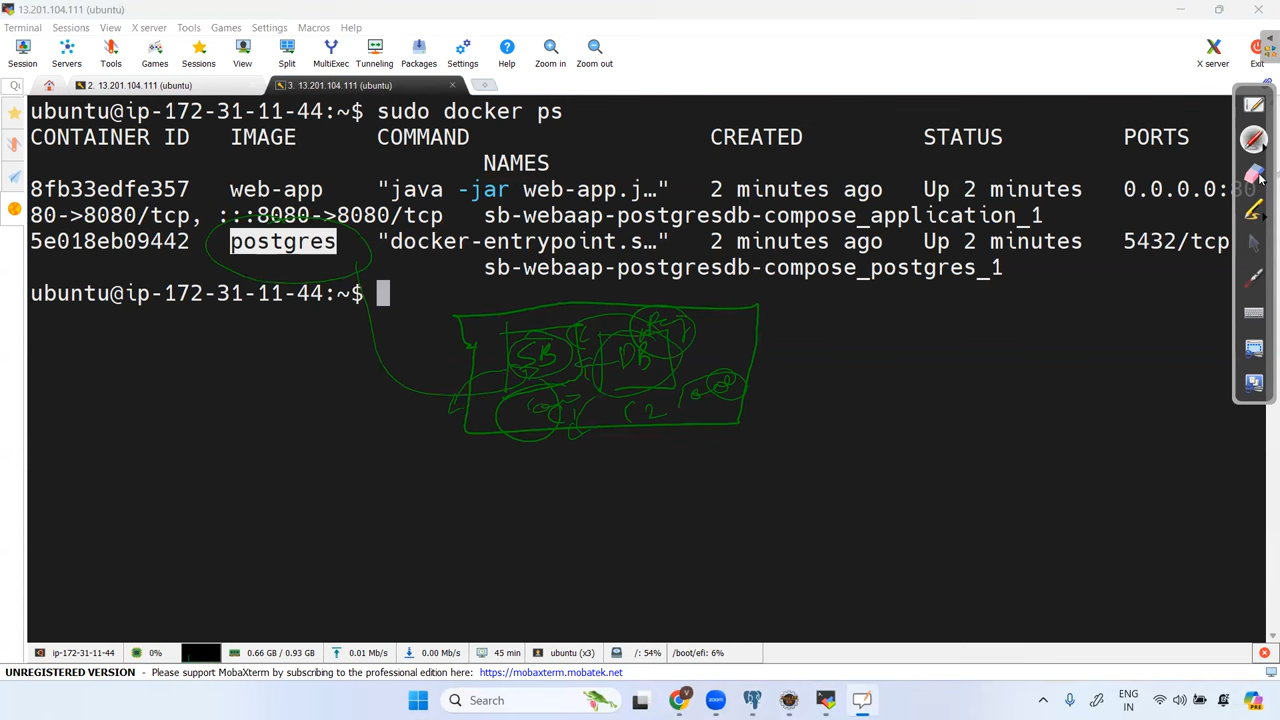 13.201.104.111 (ubuntu)
Terminal Sessions View X server Tools Games Settings Macros Help
Session Servers Tools Games Sessions View Split MultiExec Tunneling Packages Settings Help Zoom in Zoom out X server Exit
2. 13.201.104.111 (ubuntu) 3. 13.201.104.111 (ubuntu)
ubuntu@ip-172-31-11-44:~$ sudo docker ps
CONTAINER ID IMAGE COMMAND CREATED STATUS PORTS
NAMES
8fb33edfe357 web-app "java -jar web-app.j…" 2 minutes ago Up 2 minutes 0.0.0.0:80
80->8080/tcp, :::8080->8080/tcp sb-webaap-postgresdb-compose_application_1
5e018eb09442 postgres "docker-entrypoint.s…" 2 minutes ago Up 2 minutes 5432/tcp
sb-webaap-postgresdb-compose_postgres_1
ubuntu@ip-172-31-11-44:~$
SB DB
C2
ip-172-31-11-44 0% 0.66 GB / 0.93 GB 0.01 Mb/s 0.00 Mb/s 45 min ubuntu (x3) /: 54% /boot/efi: 6%
UNREGISTERED VERSION - Please support MobaXterm by subscribing to the professional edition here: https://mobaxterm.mobatek.net
Search ENG
IN